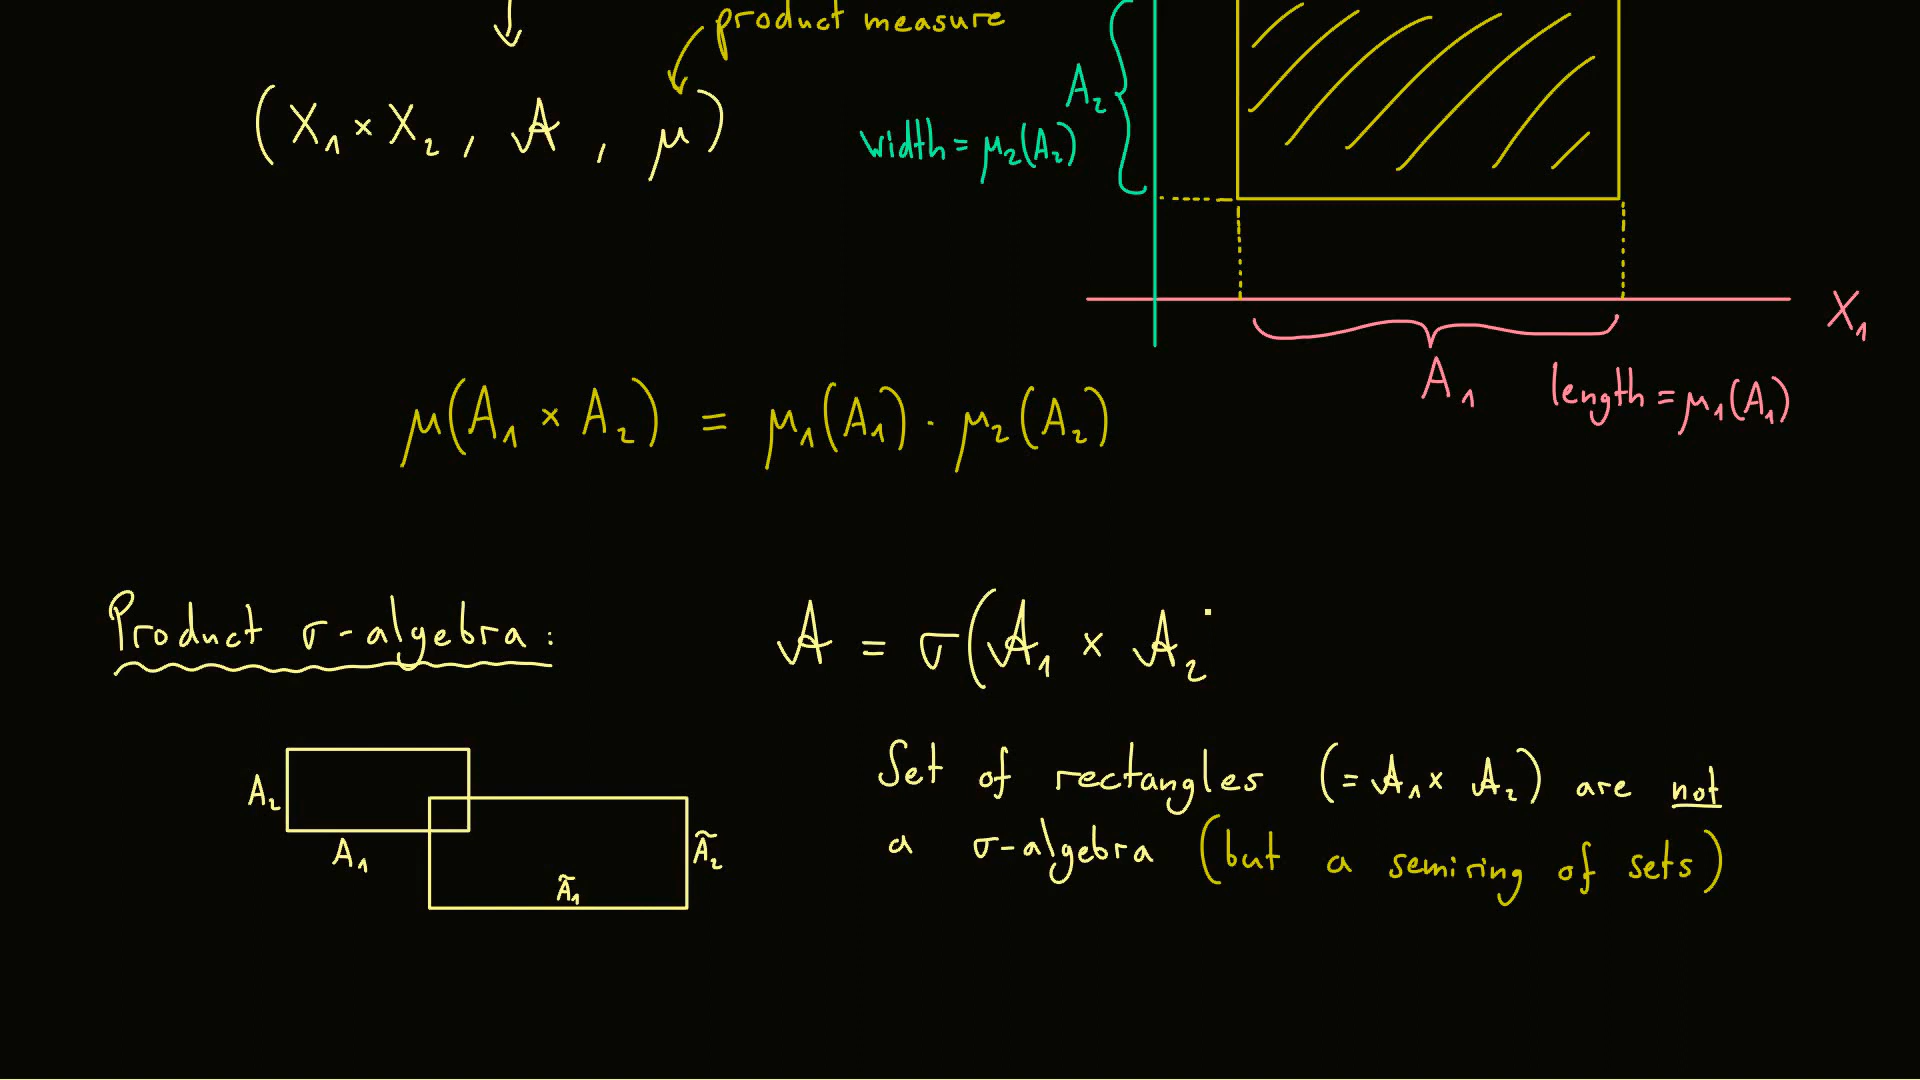 product measure
(X₁ × X₂ , 𝒜 , μ)
A₂
width = μ₂(A₂)
X₁
A₁
length = μ₁(A₁)
μ(A₁ × A₂) = μ₁(A₁) · μ₂(A₂)
Product σ-algebra:
𝒜 = σ(𝒜₁ × 𝒜₂
A₂
A₁
Ã₂
Ã₁
Set of rectangles (= 𝒜₁ × 𝒜₂) are not
a σ-algebra (but a semiring of sets)